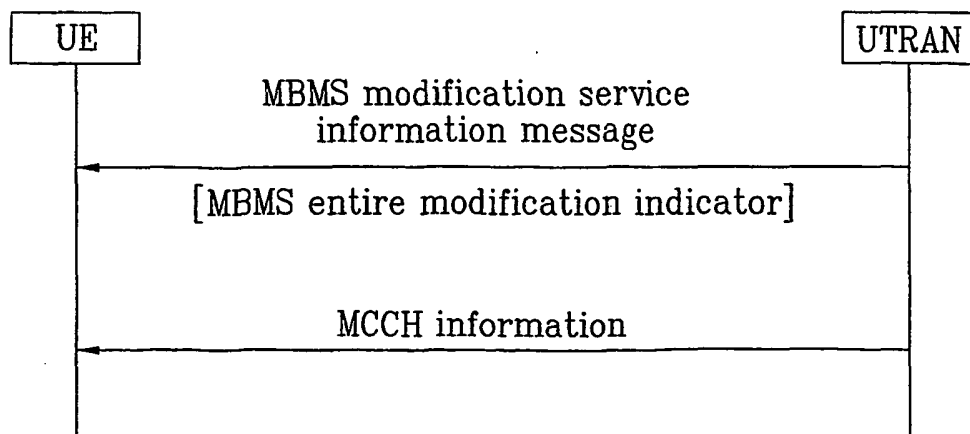 UE
UTRAN
MBMS modification service
information message
[MBMS entire modification indicator]
MCCH information